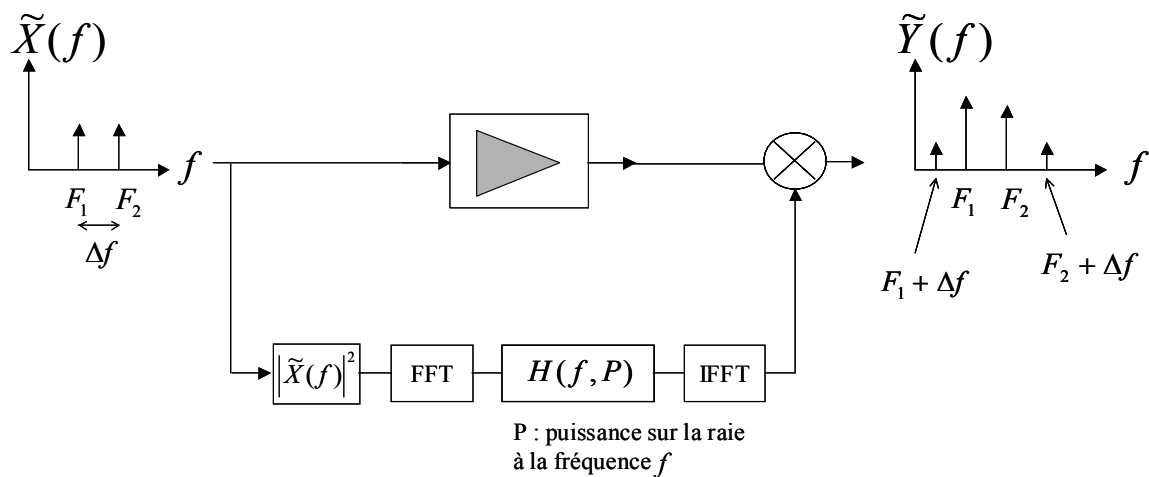 X̃(f)
f
F₁
F₂
Δf
|X̃(f)|²
FFT
H(f,P)
IFFT
P : puissance sur la raie
à la fréquence f
Ỹ(f)
f
F₁
F₂
F₁ + Δf
F₂ + Δf